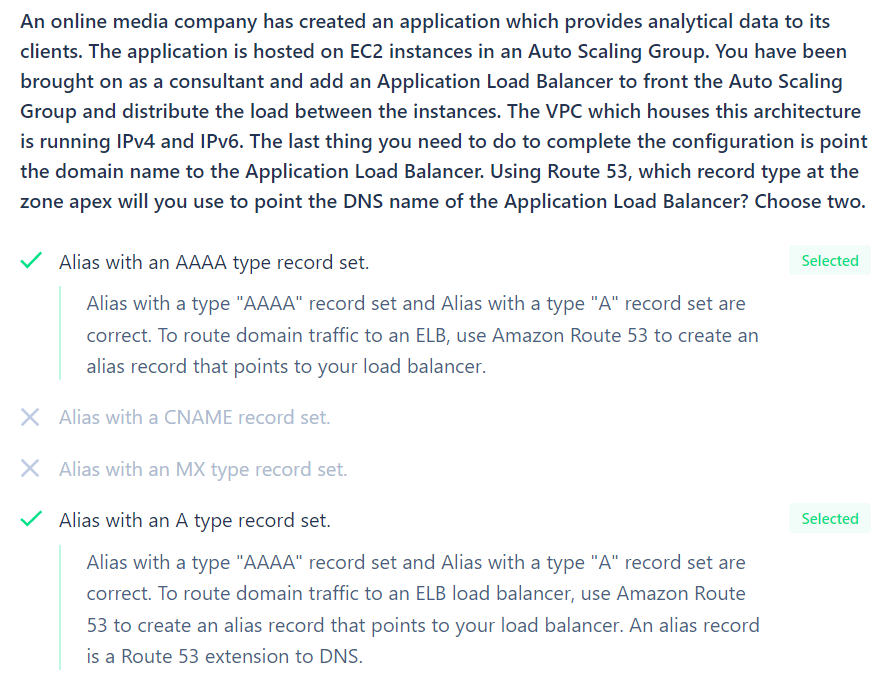 An online media company has created an application which provides analytical data to its
clients. The application is hosted on EC2 instances in an Auto Scaling Group. You have been
brought on as a consultant and add an Application Load Balancer to front the Auto Scaling
Group and distribute the load between the instances. The VPC which houses this architecture
is running IPv4 and IPv6. The last thing you need to do to complete the configuration is point
the domain name to the Application Load Balancer. Using Route 53, which record type at the
zone apex will you use to point the DNS name of the Application Load Balancer? Choose two.
Alias with an AAAA type record set.
Selected
Alias with a type "AAAA" record set and Alias with a type "A" record set are
correct. To route domain traffic to an ELB, use Amazon Route 53 to create an
alias record that points to your load balancer.
Alias with a CNAME record set.
Alias with an MX type record set.
Alias with an A type record set.
Selected
Alias with a type "AAAA" record set and Alias with a type "A" record set are
correct. To route domain traffic to an ELB load balancer, use Amazon Route
53 to create an alias record that points to your load balancer. An alias record
is a Route 53 extension to DNS.